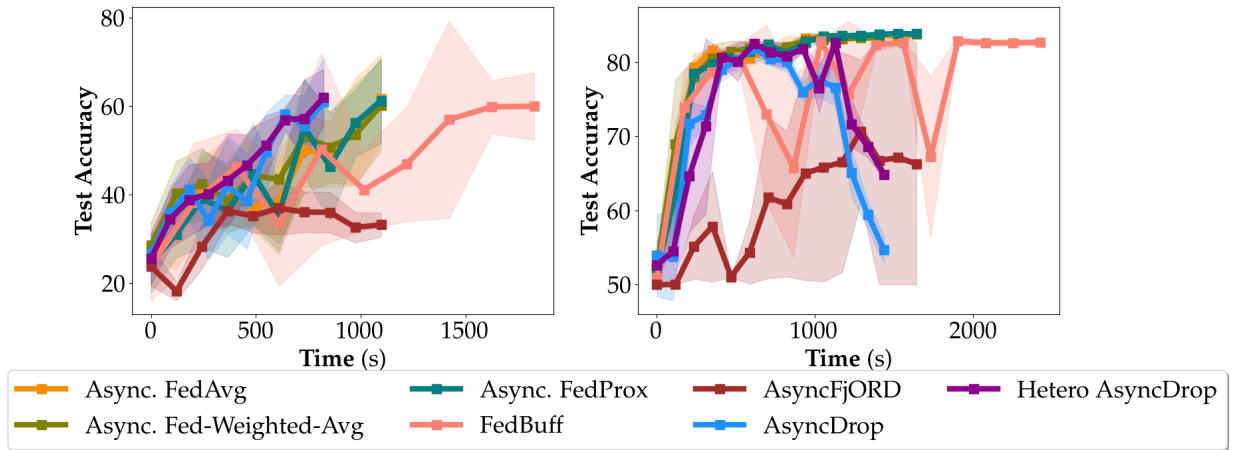 80
60
40
20
Test Accuracy
0
500
1000
1500
Time (s)
80
70
60
50
Test Accuracy
0
1000
2000
Time (s)
Async. FedAvg
Async. FedProx
AsyncFjORD
Hetero AsyncDrop
Async. Fed-Weighted-Avg
FedBuff
AsyncDrop